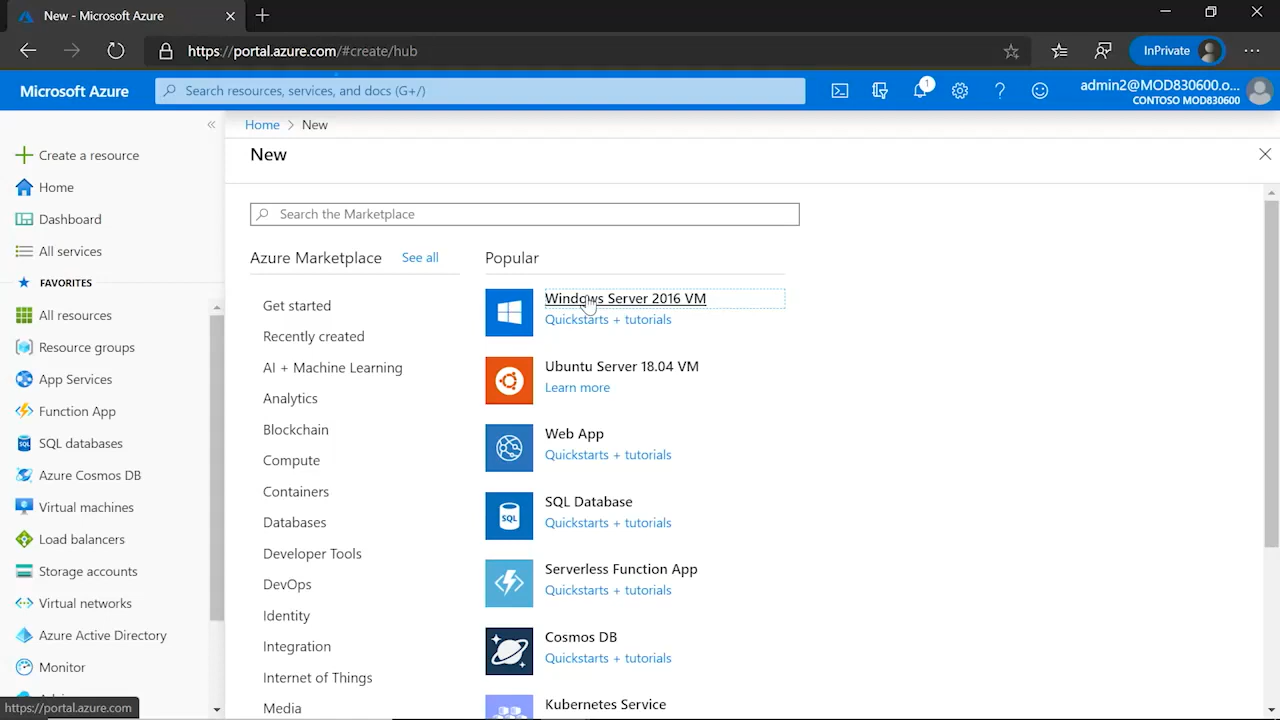 New - Microsoft Azure
https://portal.azure.com/#create/hub
InPrivate
Microsoft Azure
Search resources, services, and docs (G+/)
1
admin2@MOD830600.o...
CONTOSO MOD830600
Home > New
New
Create a resource
Home
Dashboard
All services
FAVORITES
All resources
Resource groups
App Services
Function App
SQL databases
Azure Cosmos DB
Virtual machines
Load balancers
Storage accounts
Virtual networks
Azure Active Directory
Monitor
https://portal.azure.com
Search the Marketplace
Azure Marketplace
See all
Get started
Recently created
AI + Machine Learning
Analytics
Blockchain
Compute
Containers
Databases
Developer Tools
DevOps
Identity
Integration
Internet of Things
Media
Popular
Windows Server 2016 VM
Quickstarts + tutorials
Ubuntu Server 18.04 VM
Learn more
Web App
Quickstarts + tutorials
SQL
SQL Database
Quickstarts + tutorials
Serverless Function App
Quickstarts + tutorials
Cosmos DB
Quickstarts + tutorials
Kubernetes Service